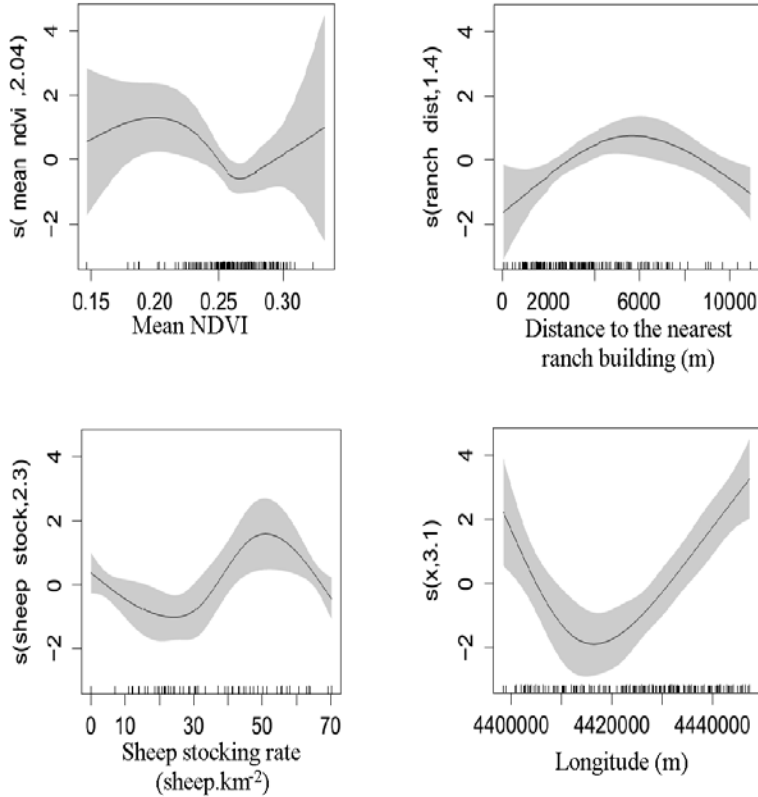 s( mean ndvi ,2.04)
4
2
0
−2
0.15 0.20 0.25 0.30
Mean NDVI
s(ranch dist,1.4)
4
2
0
−2
0 2000 6000 10000
Distance to the nearest
ranch building (m)
s(sheep stock,2.3)
4
2
0
−2
0 10 30 50 70
Sheep stocking rate
(sheep.km⁻²)
s(x,3.1)
4
2
0
−2
4400000 4420000 4440000
Longitude (m)